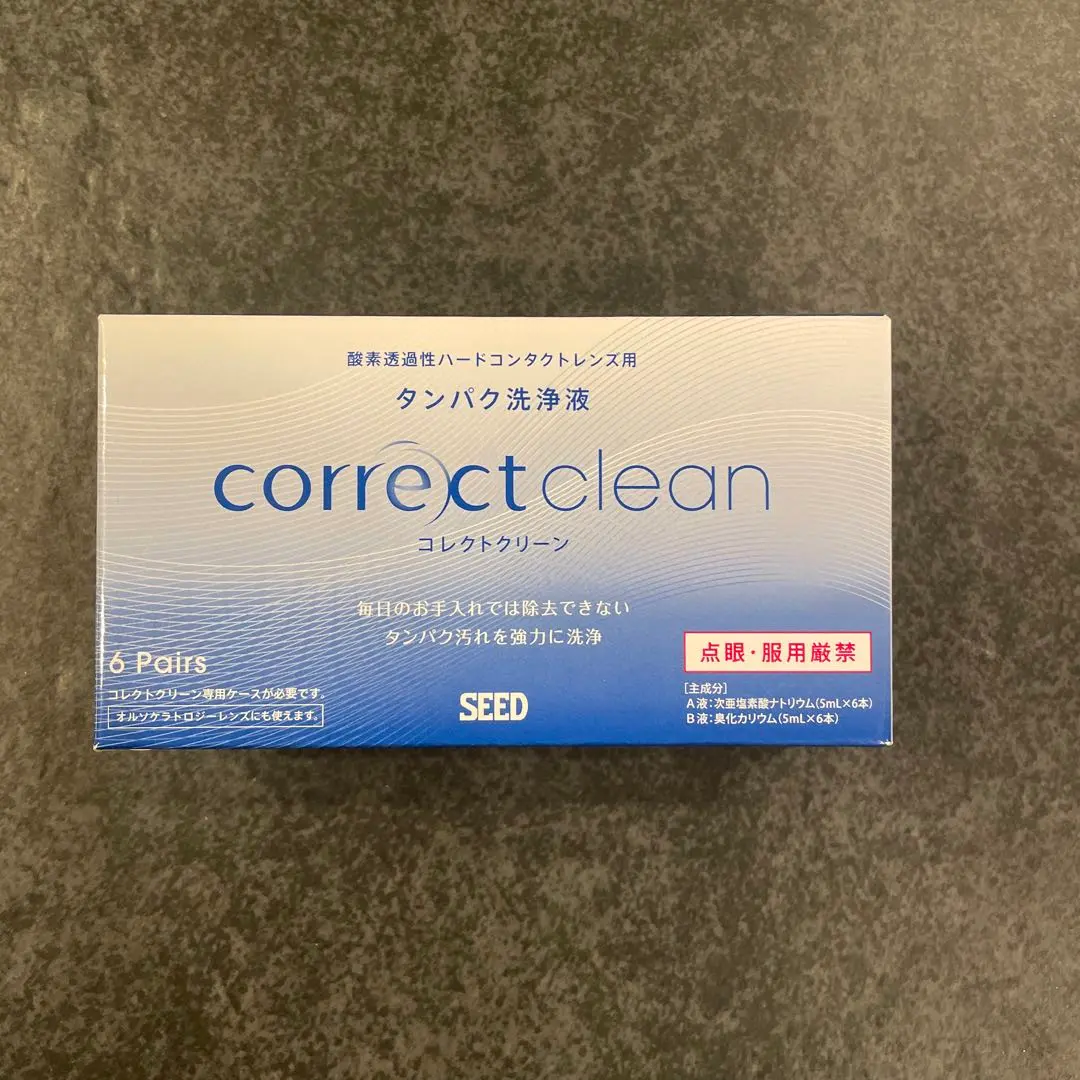 酸素透過性ハードコンタクトレンズ用
タンパク洗浄液
correctclean
コレクトクリーン
毎日のお手入れでは除去できない
タンパク汚れを強力に洗浄
6 Pairs
コレクトクリーン専用ケースが必要です。
オルソケラトロジーレンズにも使えます。
SEED
点眼・服用厳禁
[主成分]
A液:次亜塩素酸ナトリウム(5mL×6本)
B液:臭化カリウム(5mL×6本)